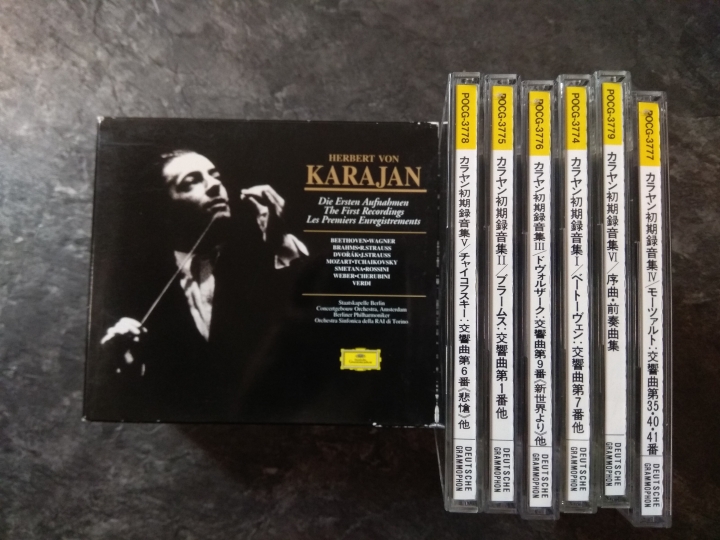 HERBERT VON
KARAJAN
Die Ersten Aufnahmen
The First Recordings
Les Premiers Enregistrements
BEETHOVEN•WAGNER
BRAHMS•R.STRAUSS
DVOŘÁK•J.STRAUSS
MOZART•TCHAIKOVSKY
SMETANA•ROSSINI
WEBER•CHERUBINI
VERDI
Staatskapelle Berlin
Concertgebouw Orchestra, Amsterdam
Berliner Philharmoniker
Orchestra Sinfonica della RAI di Torino
POCG-3778 カラヤン初期録音集V/チャイコフスキー:交響曲第6番《悲愴》他 DEUTSCHE GRAMMOPHON
POCG-3775 カラヤン初期録音集II/ブラームス:交響曲第1番他 DEUTSCHE GRAMMOPHON
POCG-3776 カラヤン初期録音集III/ドヴォルザーク:交響曲第9番《新世界より》他 DEUTSCHE GRAMMOPHON
POCG-3774 カラヤン初期録音集I/ベートーヴェン:交響曲第7番他 DEUTSCHE GRAMMOPHON
POCG-3779 カラヤン初期録音集VI/序曲・前奏曲集 DEUTSCHE GRAMMOPHON
POCG-3777 カラヤン初期録音集IV/モーツァルト:交響曲第35・40・41番 DEUTSCHE GRAMMOPHON